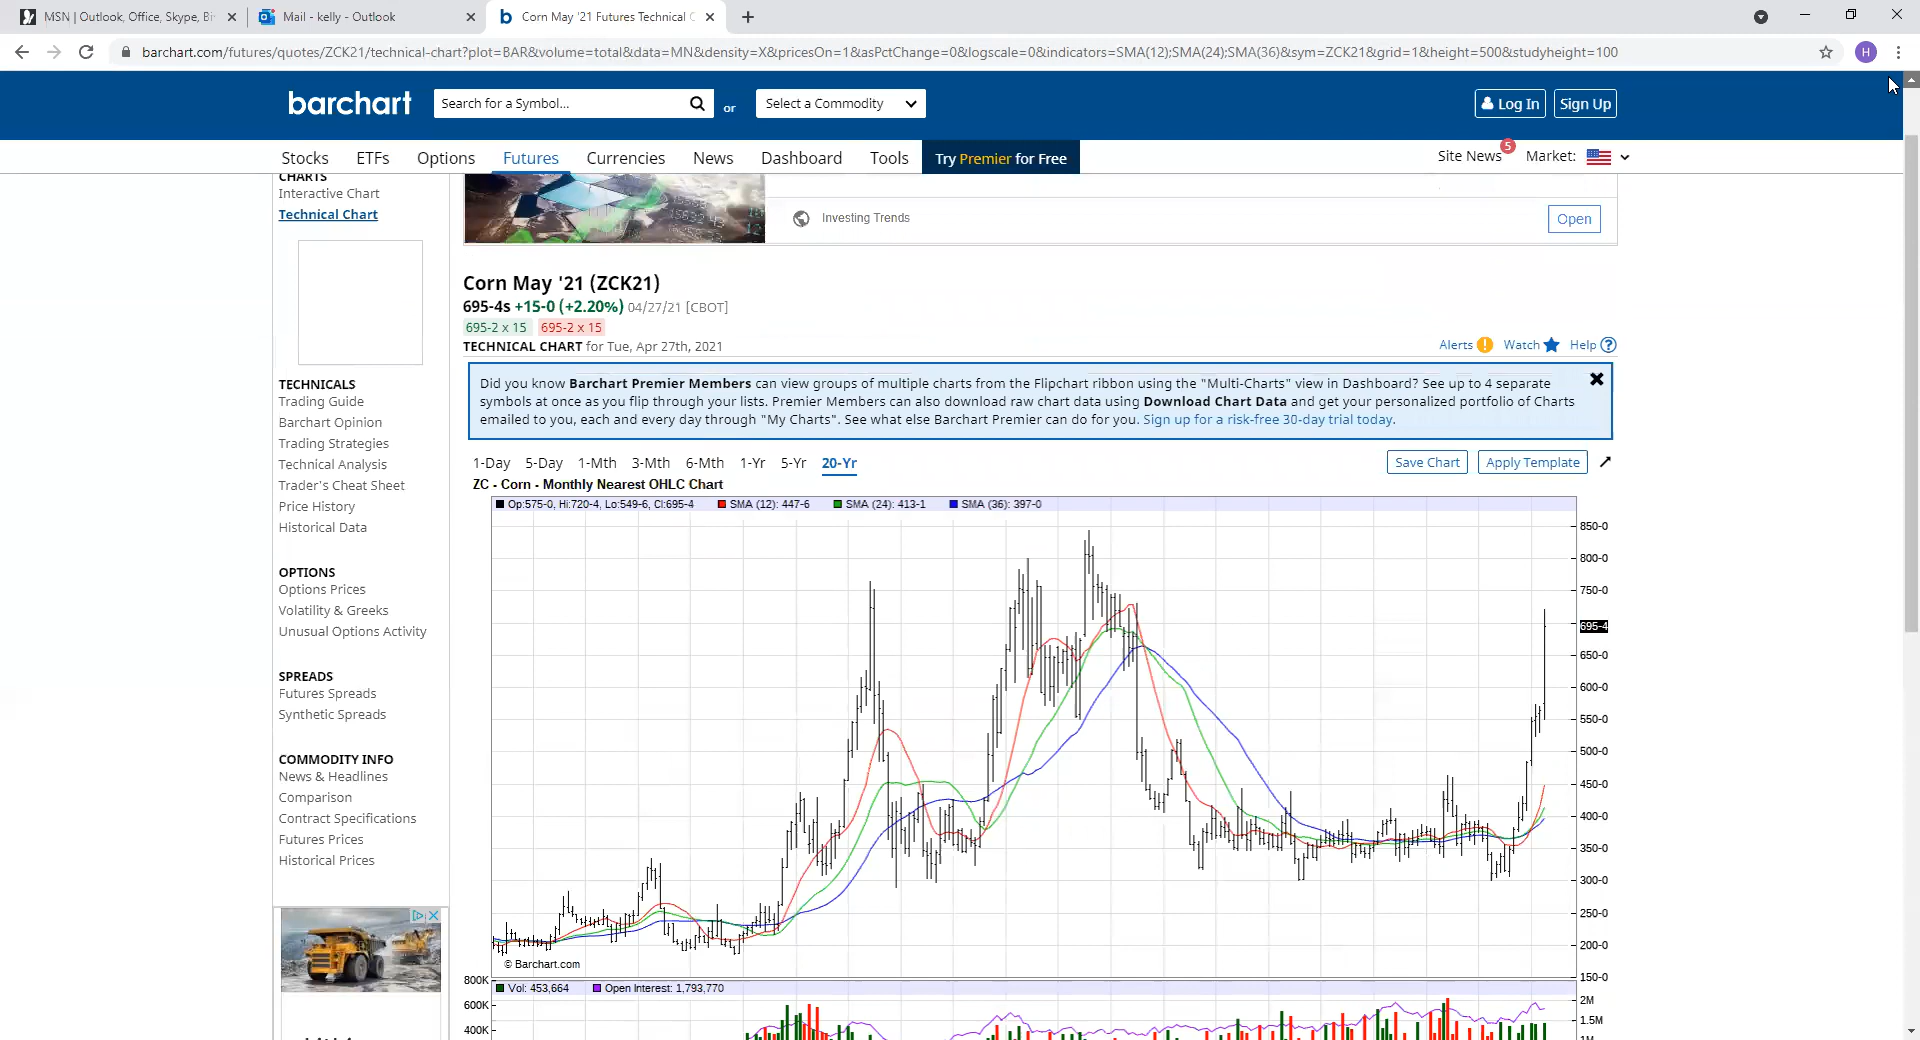 MSN | Outlook, Office, Skype, Bi
Mail - kelly - Outlook
Corn May '21 Futures Technical C
barchart.com/futures/quotes/ZCK21/technical-chart?plot=BAR&volume=total&data=MN&density=X&pricesOn=1&asPctChange=0&logscale=0&indicators=SMA(12);SMA(24);SMA(36)&sym=ZCK21&grid=1&height=500&studyheight=100
H
barchart
Search for a Symbol...
or
Select a Commodity
Log In
Sign Up
Stocks ETFs Options Futures Currencies News Dashboard Tools Try Premier for Free
Site News 5 Market:
CHARTS
Interactive Chart
Technical Chart
Investing Trends
Open
Corn May '21 (ZCK21)
695-4s +15-0 (+2.20%) 04/27/21 [CBOT]
695-2 x 15 695-2 x 15
TECHNICAL CHART for Tue, Apr 27th, 2021
Alerts Watch Help
Did you know Barchart Premier Members can view groups of multiple charts from the Flipchart ribbon using the "Multi-Charts" view in Dashboard? See up to 4 separate
symbols at once as you flip through your lists. Premier Members can also download raw chart data using Download Chart Data and get your personalized portfolio of Charts
emailed to you, each and every day through "My Charts". See what else Barchart Premier can do for you. Sign up for a risk-free 30-day trial today.
TECHNICALS
Trading Guide
Barchart Opinion
Trading Strategies
Technical Analysis
Trader's Cheat Sheet
Price History
Historical Data
OPTIONS
Options Prices
Volatility & Greeks
Unusual Options Activity
SPREADS
Futures Spreads
Synthetic Spreads
COMMODITY INFO
News & Headlines
Comparison
Contract Specifications
Futures Prices
Historical Prices
1-Day 5-Day 1-Mth 3-Mth 6-Mth 1-Yr 5-Yr 20-Yr
Save Chart
Apply Template
ZC - Corn - Monthly Nearest OHLC Chart
Op:575-0, Hi:720-4, Lo:549-6, Cl:695-4 SMA (12): 447-6 SMA (24): 413-1 SMA (36): 397-0
850-0
800-0
750-0
695-4
650-0
600-0
550-0
500-0
450-0
400-0
350-0
300-0
250-0
200-0
150-0
© Barchart.com
Vol: 453,664 Open Interest: 1,793,770
800K
600K
400K
2M
1.5M